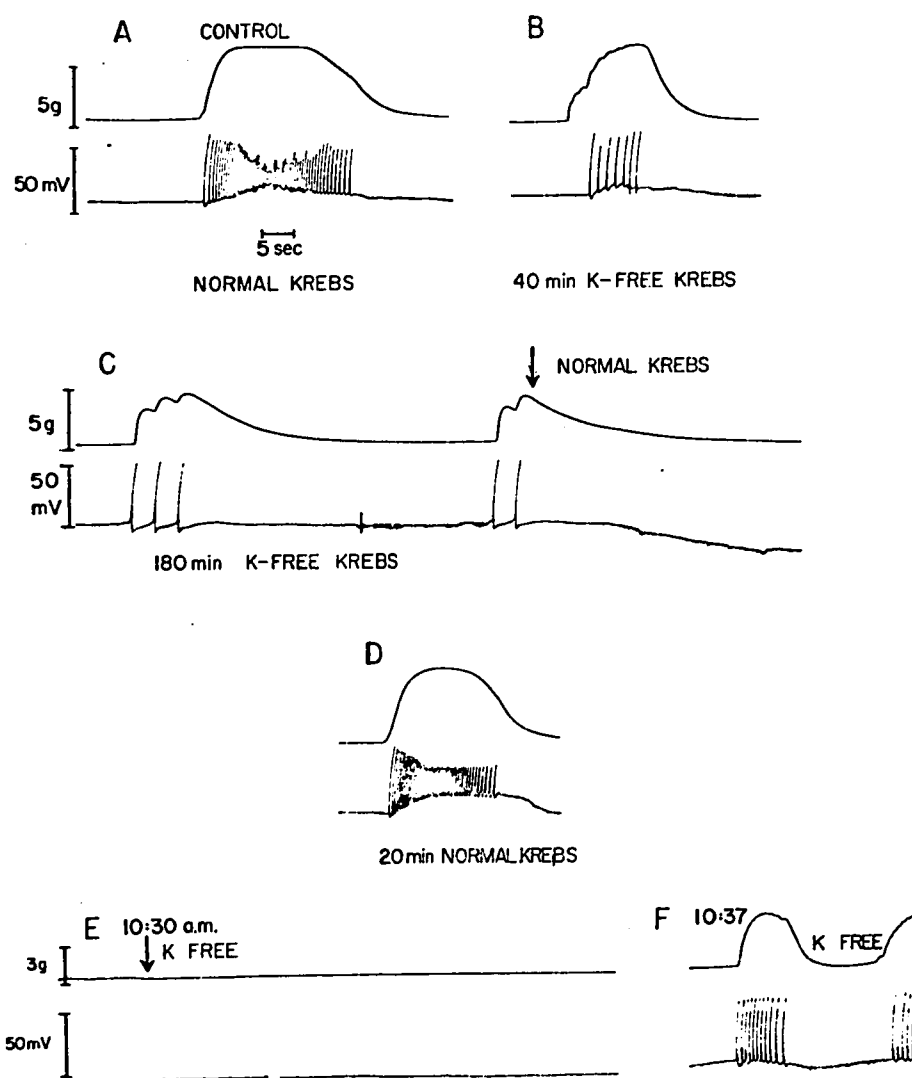 A
CONTROL
5g
50 mV
5 sec
NORMAL KREBS
B
40 min K-FREE KREBS
C
NORMAL KREBS
5g
50
mV
180 min K-FREE KREBS
D
20 min NORMAL KREBS
E
10:30 a.m.
K FREE
3g
50mV
F
10:37
K FREE